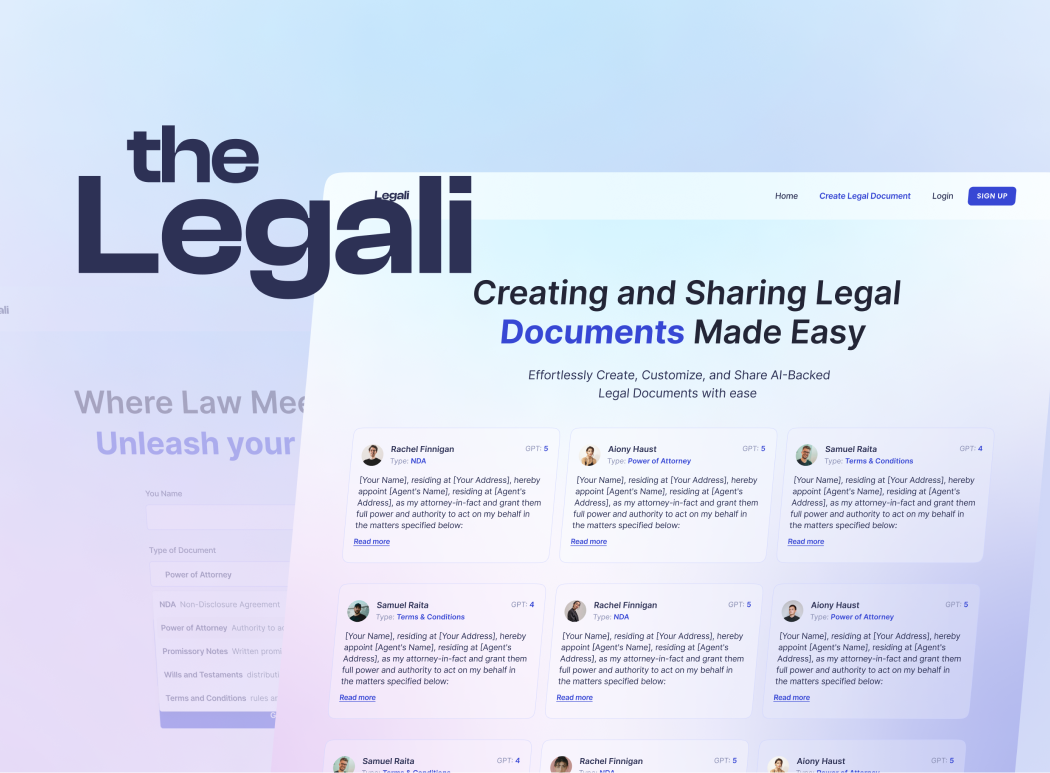 the
Legali
Legali
Home
Create Legal Document
Login
SIGN UP
Creating and Sharing Legal
Documents Made Easy
Effortlessly Create, Customize, and Share AI-Backed
Legal Documents with ease
Rachel Finnigan
GPT: 5
Type: NDA
[Your Name], residing at [Your Address], hereby
appoint [Agent's Name], residing at [Agent's
Address], as my attorney-in-fact and grant them
full power and authority to act on my behalf in
the matters specified below:
Read more
Aiony Haust
GPT: 5
Type: Power of Attorney
[Your Name], residing at [Your Address], hereby
appoint [Agent's Name], residing at [Agent's
Address], as my attorney-in-fact and grant them
full power and authority to act on my behalf in
the matters specified below:
Read more
Samuel Raita
GPT: 4
Type: Terms & Conditions
[Your Name], residing at [Your Address], hereby
appoint [Agent's Name], residing at [Agent's
Address], as my attorney-in-fact and grant them
full power and authority to act on my behalf in
the matters specified below:
Read more
Samuel Raita
GPT: 4
Type: Terms & Conditions
[Your Name], residing at [Your Address], hereby
appoint [Agent's Name], residing at [Agent's
Address], as my attorney-in-fact and grant them
full power and authority to act on my behalf in
the matters specified below:
Read more
Rachel Finnigan
GPT: 5
Type: NDA
[Your Name], residing at [Your Address], hereby
appoint [Agent's Name], residing at [Agent's
Address], as my attorney-in-fact and grant them
full power and authority to act on my behalf in
the matters specified below:
Read more
Aiony Haust
GPT: 5
Type: Power of Attorney
[Your Name], residing at [Your Address], hereby
appoint [Agent's Name], residing at [Agent's
Address], as my attorney-in-fact and grant them
full power and authority to act on my behalf in
the matters specified below:
Read more
Samuel Raita
GPT: 4
Type: Terms & Conditions
Rachel Finnigan
GPT: 5
Type: NDA
Aiony Haust
GPT: 5
Type: Power of Attorney
ali
Where Law Mee
Unleash your
You Name
Type of Document
Power of Attorney
NDA Non-Disclosure Agreement
Power of Attorney Authority to a
Promissory Notes Written promi
Wills and Testaments distributi
Terms and Conditions rules ar